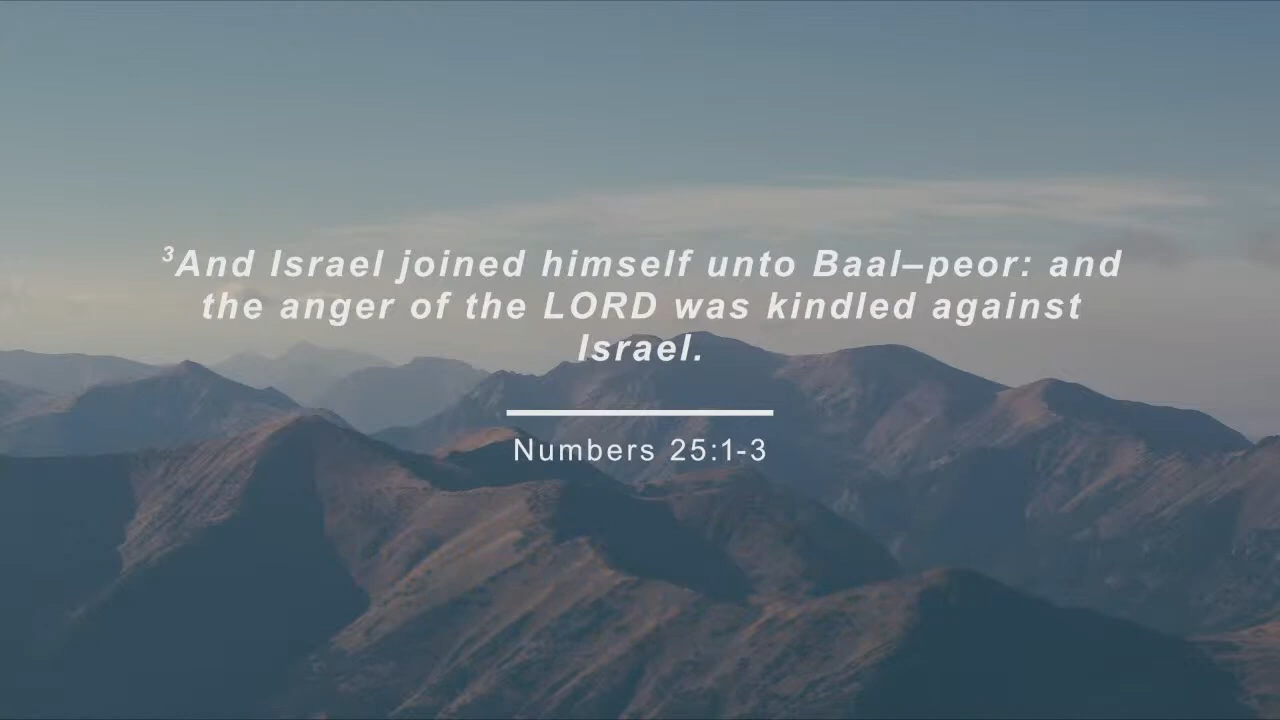 ³And Israel joined himself unto Baal–peor: and
the anger of the LORD was kindled against
Israel.
Numbers 25:1-3